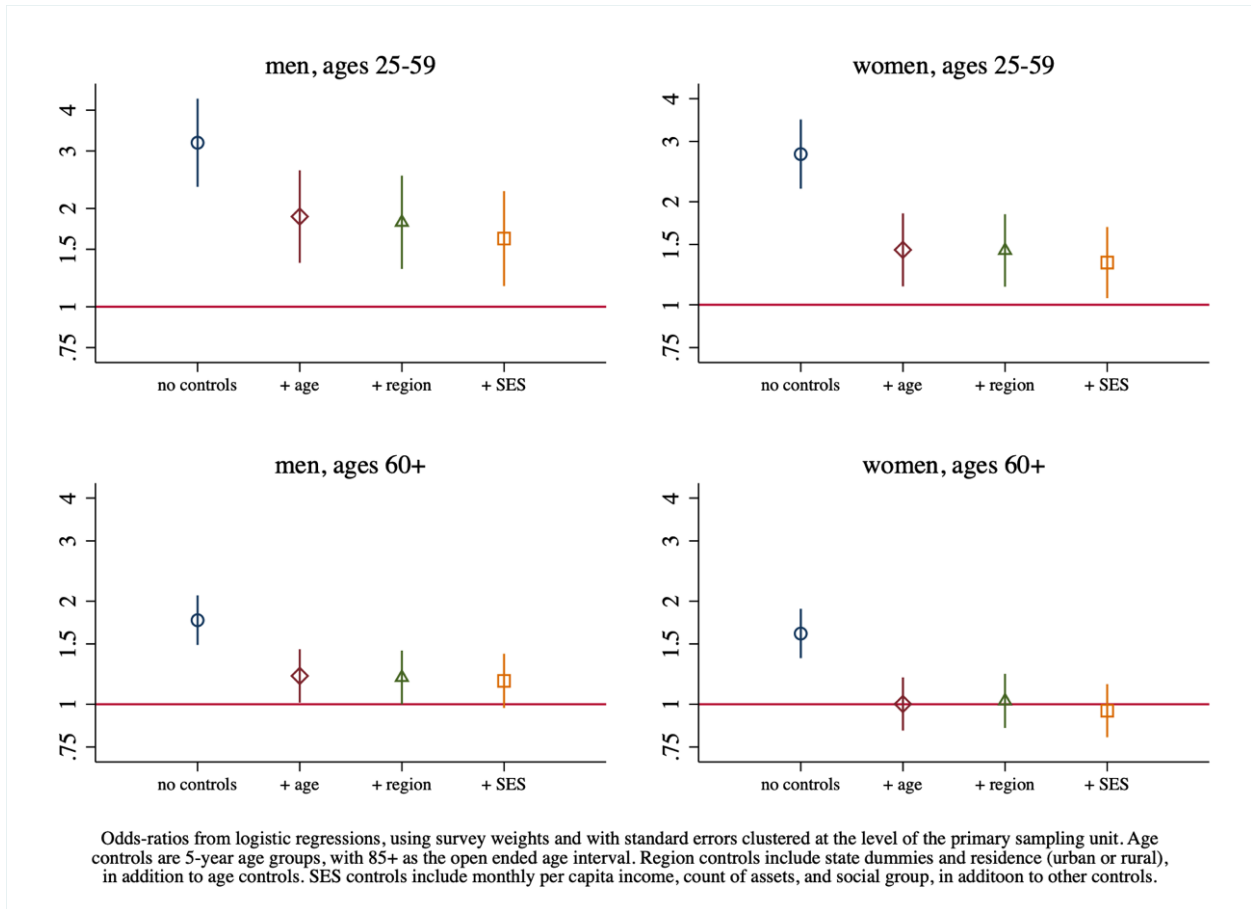 men, ages 25-59
4
3
2
1.5
1
.75
no controls + age + region + SES
women, ages 25-59
4
3
2
1.5
1
.75
no controls + age + region + SES
men, ages 60+
4
3
2
1.5
1
.75
no controls + age + region + SES
women, ages 60+
4
3
2
1.5
1
.75
no controls + age + region + SES
Odds-ratios from logistic regressions, using survey weights and with standard errors clustered at the level of the primary sampling unit. Age
controls are 5-year age groups, with 85+ as the open ended age interval. Region controls include state dummies and residence (urban or rural),
in addition to age controls. SES controls include monthly per capita income, count of assets, and social group, in additoon to other controls.